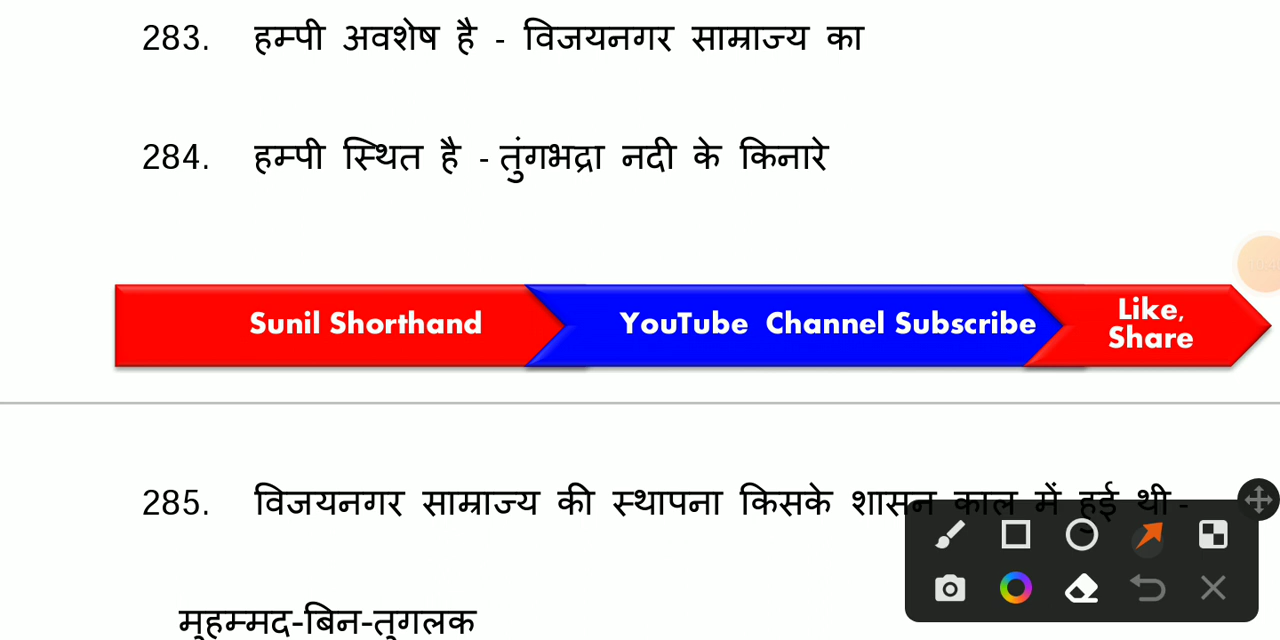 283. हम्पी अवशेष है - विजयनगर साम्राज्य का
284. हम्पी स्थित है - तुंगभद्रा नदी के किनारे
Sunil Shorthand YouTube Channel Subscribe Like, Share
285. विजयनगर साम्राज्य की स्थापना किसके शासन काल में हुई थी -
मुहम्मद-बिन-तुगलक